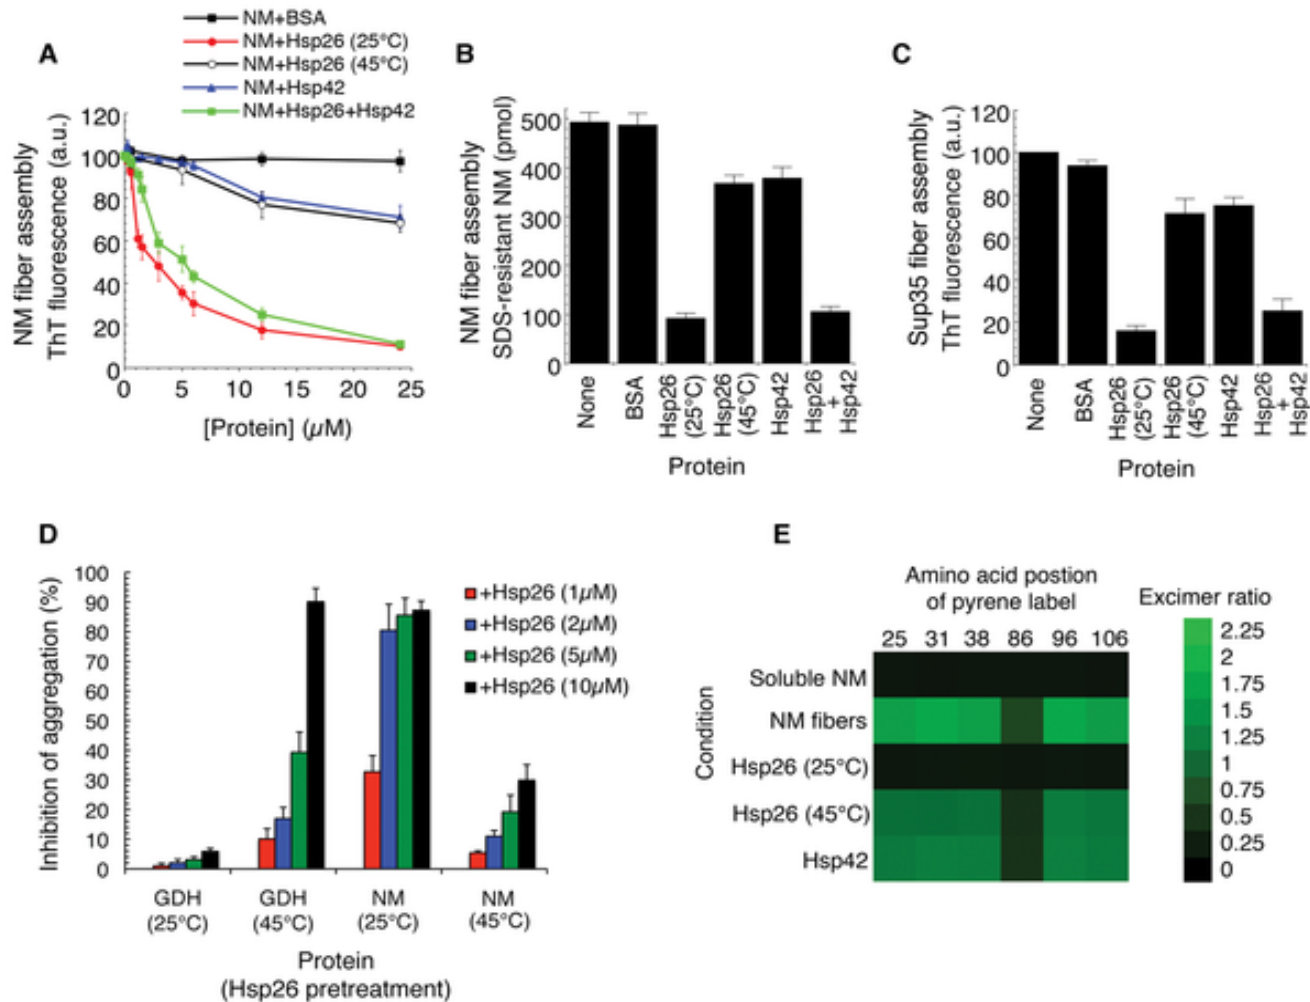 A
NM+BSA
NM+Hsp26 (25°C)
NM+Hsp26 (45°C)
NM+Hsp42
NM+Hsp26+Hsp42
NM fiber assembly
ThT fluorescence (a.u.)
120
100
80
60
40
20
0
0 5 10 15 20 25
[Protein] (µM)
B
NM fiber assembly
SDS-resistant NM (pmol)
500
400
300
200
100
0
None
BSA
Hsp26
(25°C)
Hsp26
(45°C)
Hsp42
Hsp26
+
Hsp42
Protein
C
Sup35 fiber assembly
ThT fluorescence (a.u.)
120
100
80
60
40
20
0
None
BSA
Hsp26
(25°C)
Hsp26
(45°C)
Hsp42
Hsp26
+
Hsp42
Protein
D
Inhibition of aggregation (%)
100
90
80
70
60
50
40
30
20
10
0
+Hsp26 (1µM)
+Hsp26 (2µM)
+Hsp26 (5µM)
+Hsp26 (10µM)
GDH
(25°C)
GDH
(45°C)
NM
(25°C)
NM
(45°C)
Protein
(Hsp26 pretreatment)
E
Amino acid postion
of pyrene label
25 31 38 86 96 106
Condition
Soluble NM
NM fibers
Hsp26 (25°C)
Hsp26 (45°C)
Hsp42
Excimer ratio
2.25
2
1.75
1.5
1.25
1
0.75
0.5
0.25
0